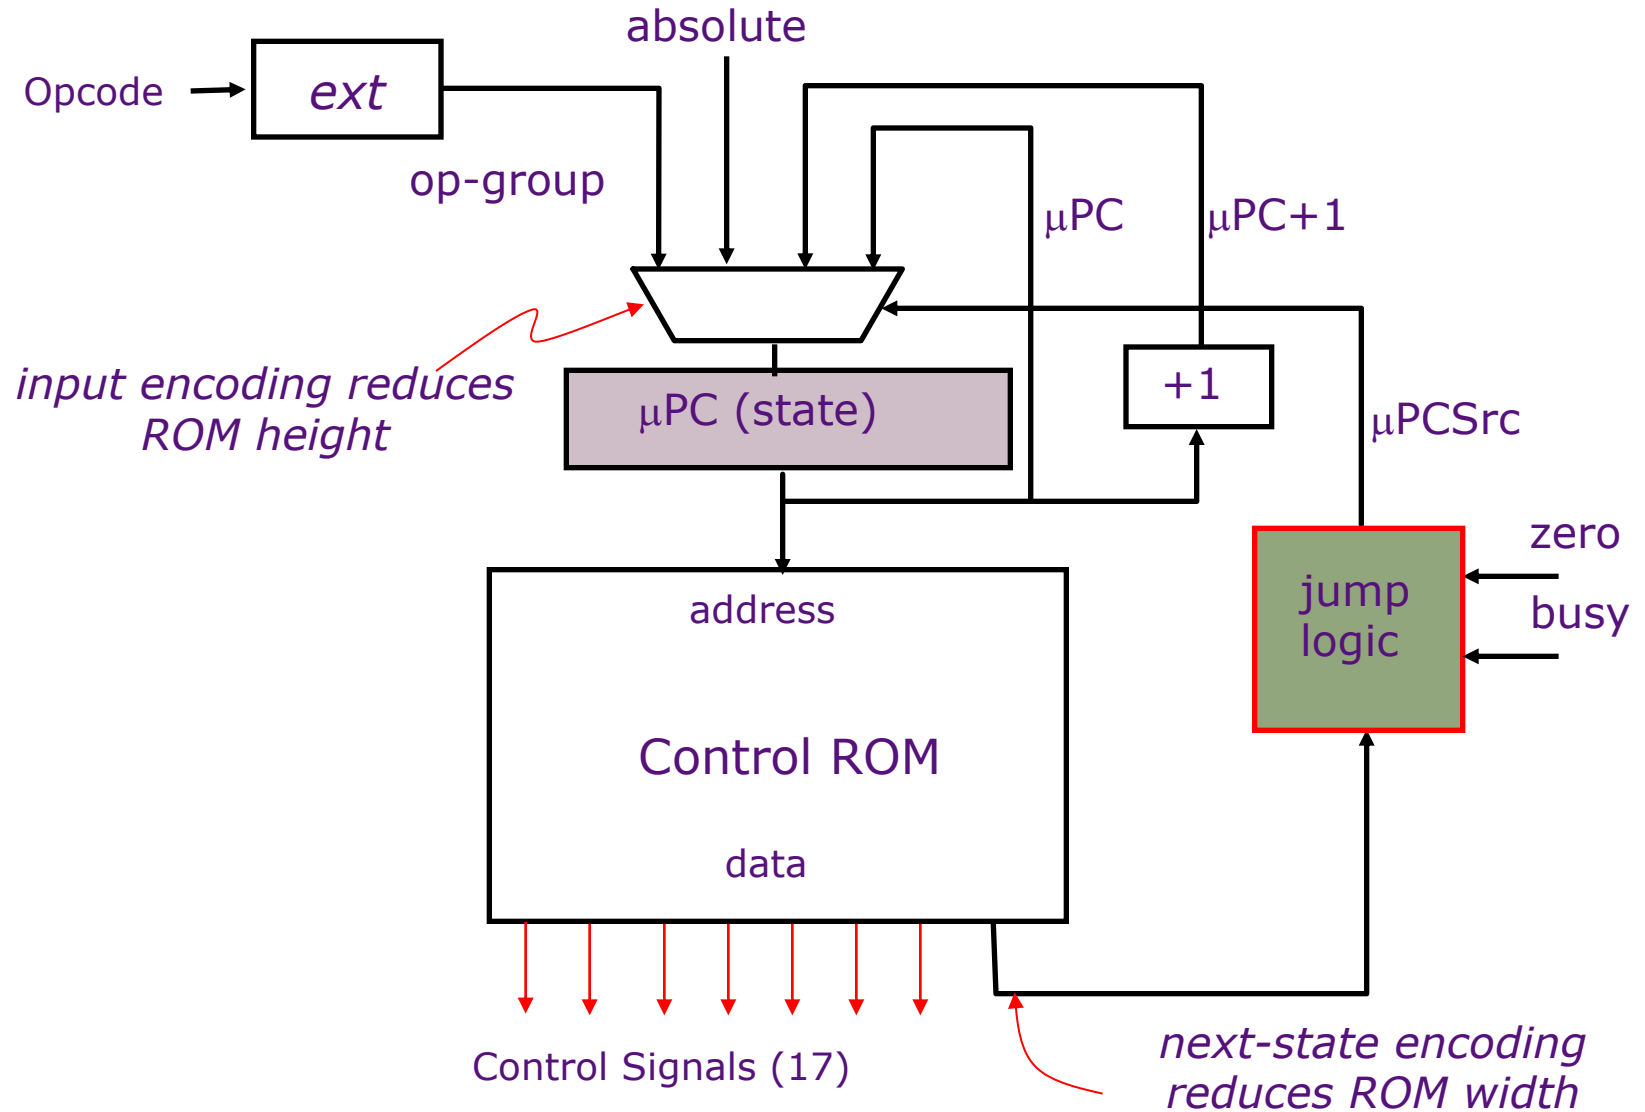 absolute
Opcode
ext
op-group
μPC
μPC+1
input encoding reduces
ROM height
μPC (state)
+1
μPCSrc
zero
busy
jump
logic
address
Control ROM
data
Control Signals (17)
next-state encoding
reduces ROM width